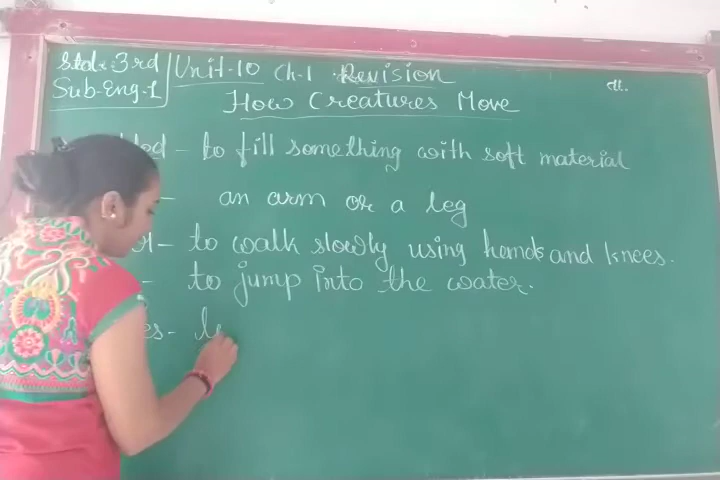 Std:-3rd
Sub-Eng-1
Unit-10 Ch-1 Revision
How Creatures Move
- to fill something with soft material
- an arm or a leg
- to walk slowly using hands and knees.
- to jump into the water.